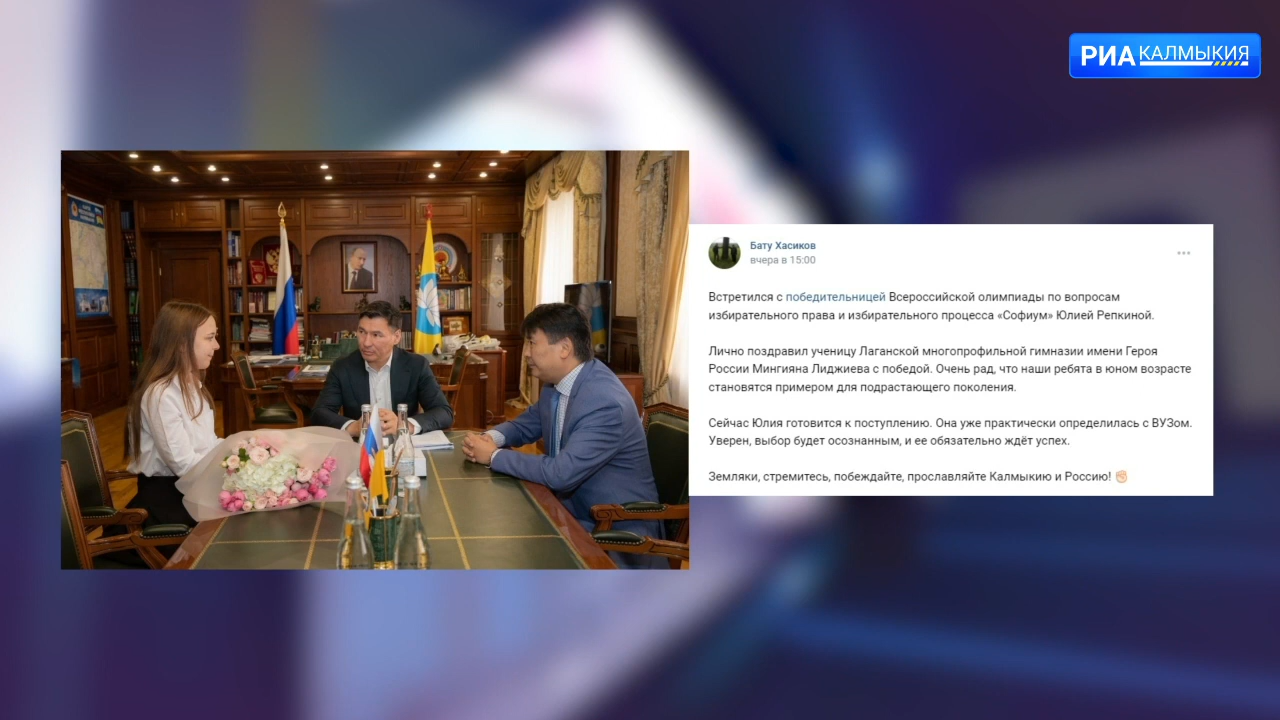 РИА КАЛМЫКИЯ
Бату Хасиков
вчера в 15:00
Встретился с победительницей Всероссийской олимпиады по вопросам
избирательного права и избирательного процесса «Софиум» Юлией Репкиной.
Лично поздравил ученицу Лаганской многопрофильной гимназии имени Героя
России Мингияна Лиджиева с победой. Очень рад, что наши ребята в юном возрасте
становятся примером для подрастающего поколения.
Сейчас Юлия готовится к поступлению. Она уже практически определилась с ВУЗом.
Уверен, выбор будет осознанным, и ее обязательно ждёт успех.
Земляки, стремитесь, побеждайте, прославляйте Калмыкию и Россию! ✊🏻